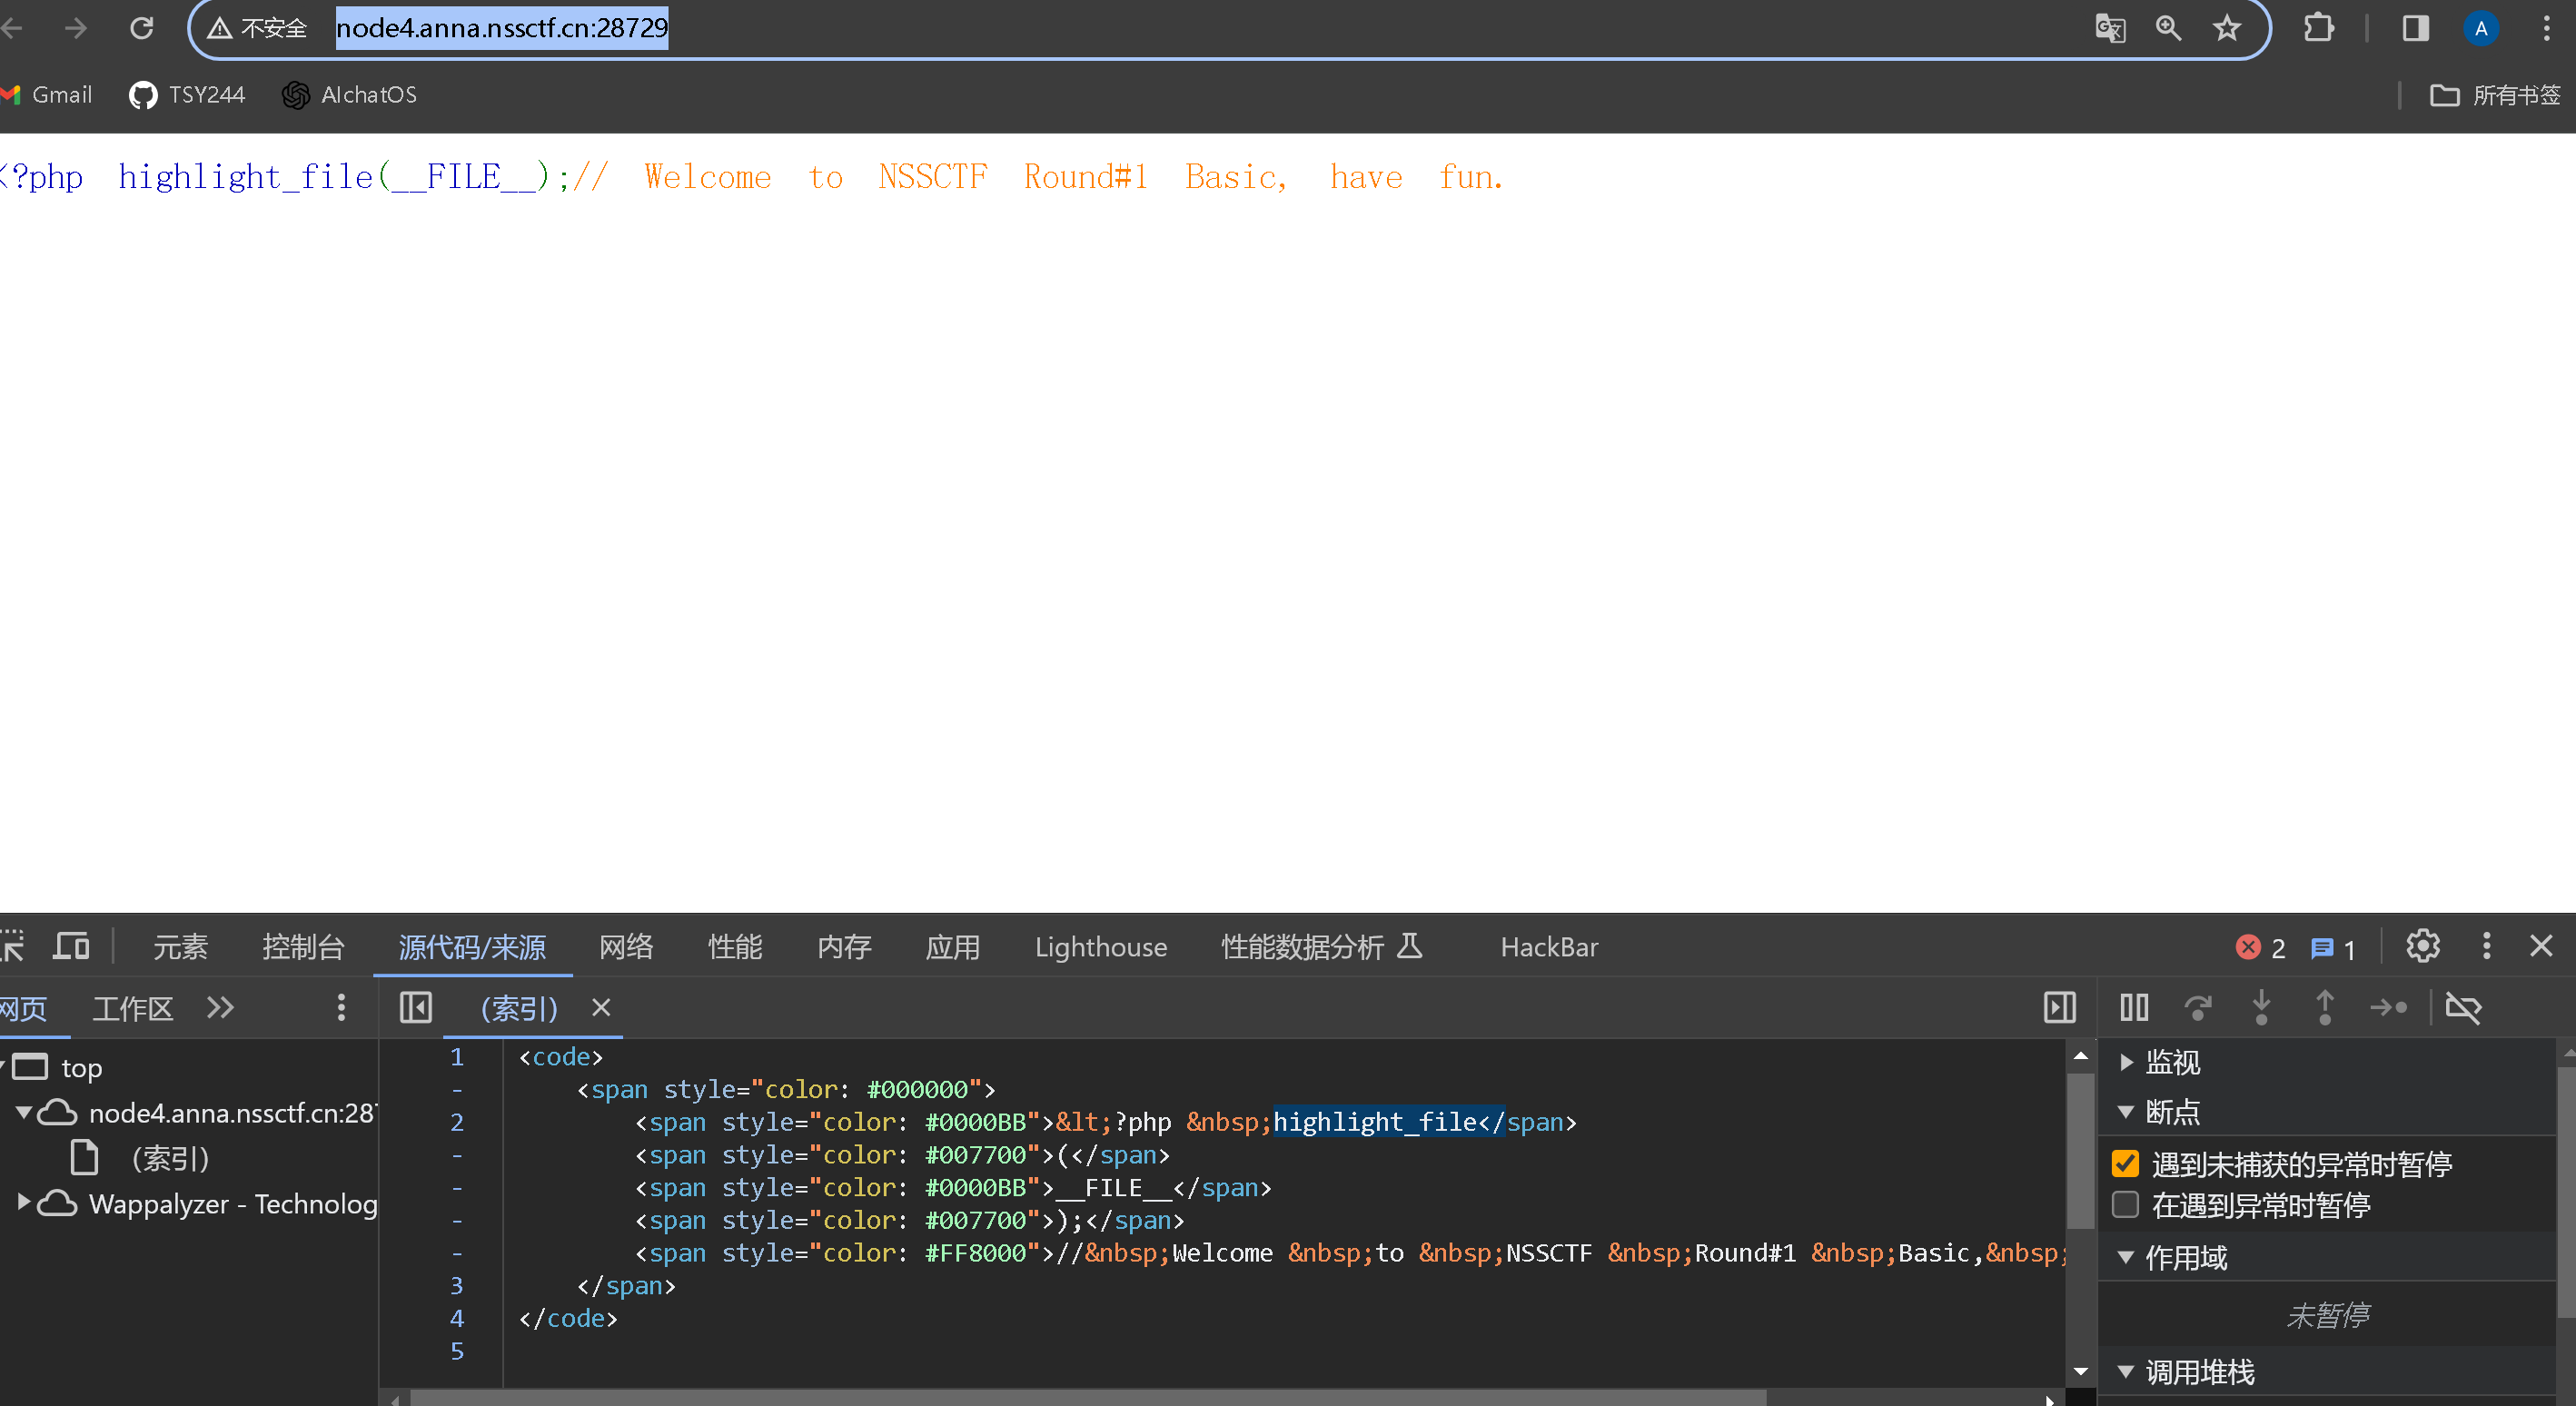 不安全 node4.anna.nssctf.cn:28729
Gmail TSY244 AIchatOS 所有书签
<?php highlight_file(__FILE__);// Welcome to NSSCTF Round#1 Basic, have fun.
元素 控制台 源代码/来源 网络 性能 内存 应用 Lighthouse 性能数据分析 HackBar 2 1
网页 工作区 (索引)
top
node4.anna.nssctf.cn:287
(索引)
Wappalyzer - Technolog
1 <code>
- <span style="color: #000000">
2 <span style="color: #0000BB">&lt;?php &nbsp;highlight_file</span>
- <span style="color: #007700">(</span>
- <span style="color: #0000BB">__FILE__</span>
- <span style="color: #007700">);</span>
- <span style="color: #FF8000">//&nbsp;Welcome &nbsp;to &nbsp;NSSCTF &nbsp;Round#1 &nbsp;Basic,&nbsp;
3 </span>
4 </code>
5
监视
断点
遇到未捕获的异常时暂停
在遇到异常时暂停
作用域
未暂停
调用堆栈